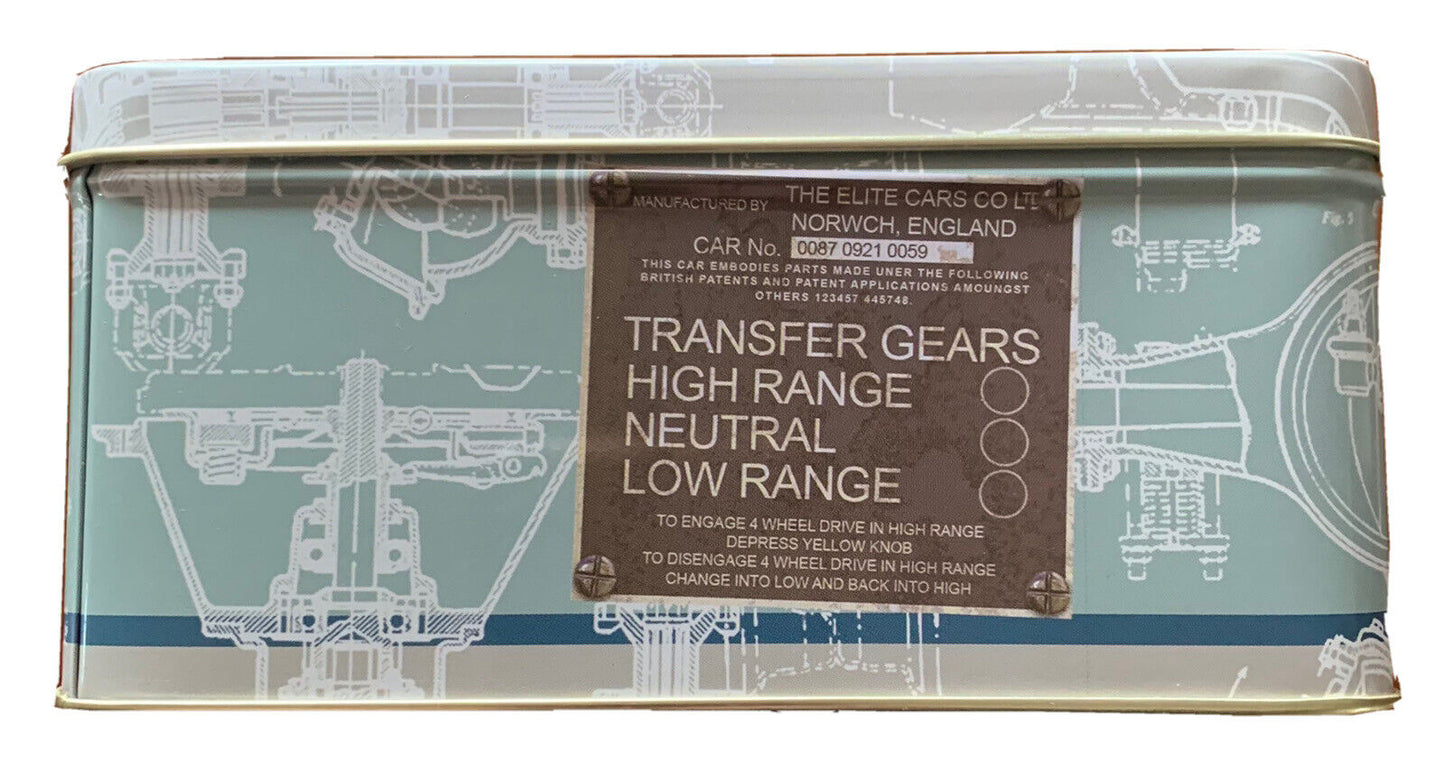 MANUFACTURED BY THE ELITE CARS CO LTD
NORWCH, ENGLAND
CAR No. 0087 0921 0059
THIS CAR EMBODIES PARTS MADE UNER THE FOLLOWING
BRITISH PATENTS AND PATENT APPLICATIONS AMOUNGST
OTHERS 123457 445748.
TRANSFER GEARS
HIGH RANGE
NEUTRAL
LOW RANGE
TO ENGAGE 4 WHEEL DRIVE IN HIGH RANGE
DEPRESS YELLOW KNOB
TO DISENGAGE 4 WHEEL DRIVE IN HIGH RANGE
CHANGE INTO LOW AND BACK INTO HIGH
Fig. 1